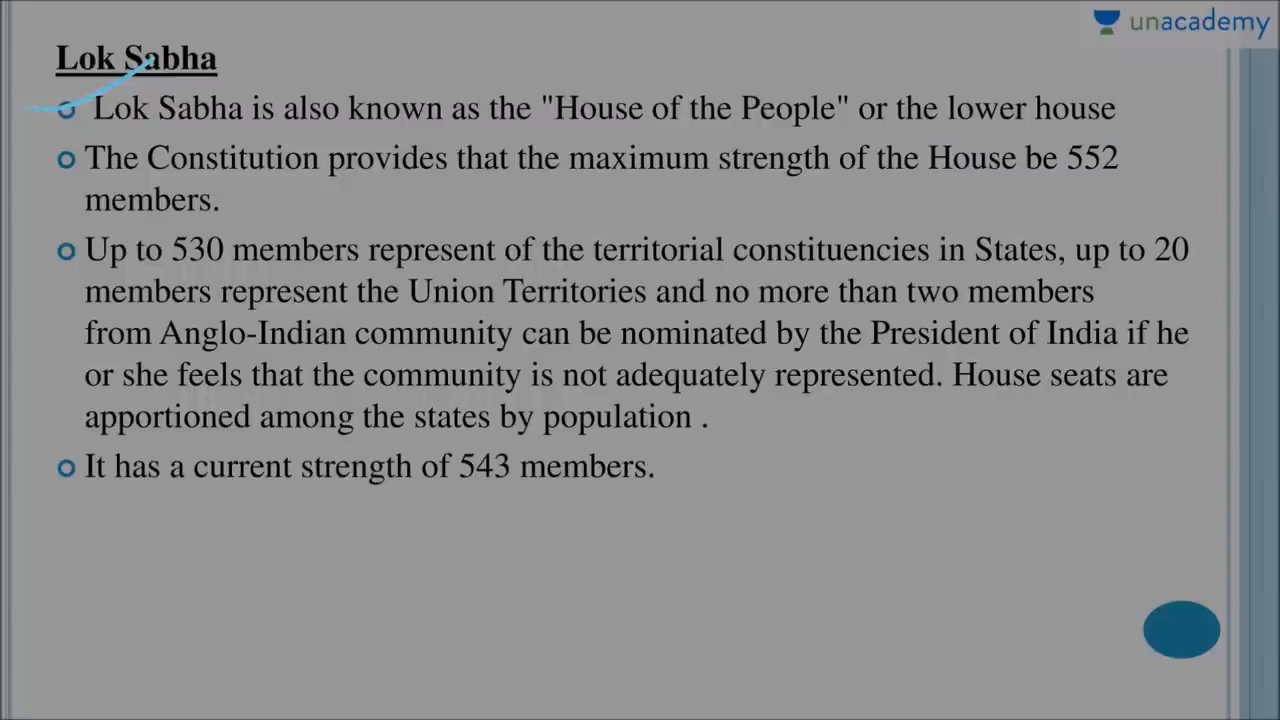 unacademy
Lok Sabha
Lok Sabha is also known as the "House of the People" or the lower house
The Constitution provides that the maximum strength of the House be 552
members.
Up to 530 members represent of the territorial constituencies in States, up to 20
members represent the Union Territories and no more than two members
from Anglo-Indian community can be nominated by the President of India if he
or she feels that the community is not adequately represented. House seats are
apportioned among the states by population .
It has a current strength of 543 members.